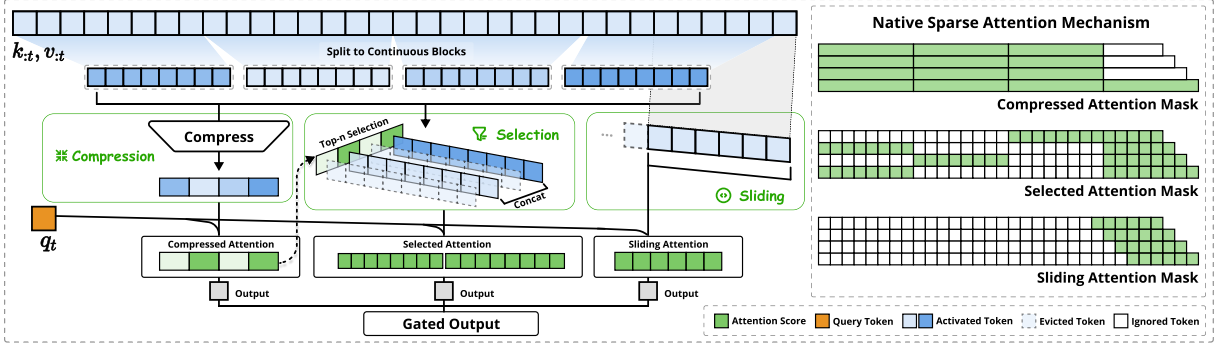 k:t, v:t
Split to Continuous Blocks
Compress
Compression
Top-n Selection
Selection
Concat
...
Sliding
qt
Compressed Attention
Selected Attention
Sliding Attention
Output
Output
Output
Gated Output
Native Sparse Attention Mechanism
Compressed Attention Mask
Selected Attention Mask
Sliding Attention Mask
Attention Score
Query Token
Activated Token
Evicted Token
Ignored Token